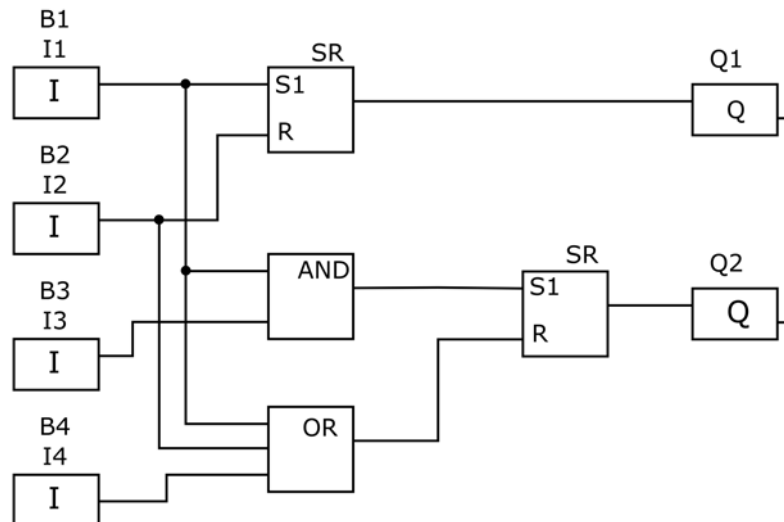 B1
I1
I
SR
S1
R
Q1
Q
B2
I2
I
AND
SR
S1
R
Q2
Q
B3
I3
I
OR
B4
I4
I